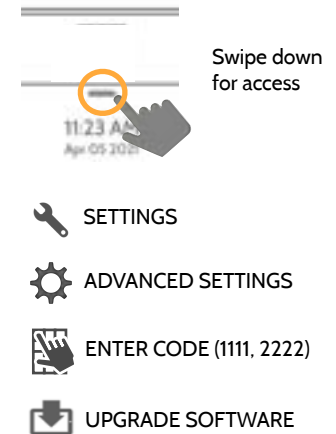 Swipe down
for access
11:23 AM
Apr 05 2021
SETTINGS
ADVANCED SETTINGS
ENTER CODE (1111, 2222)
UPGRADE SOFTWARE